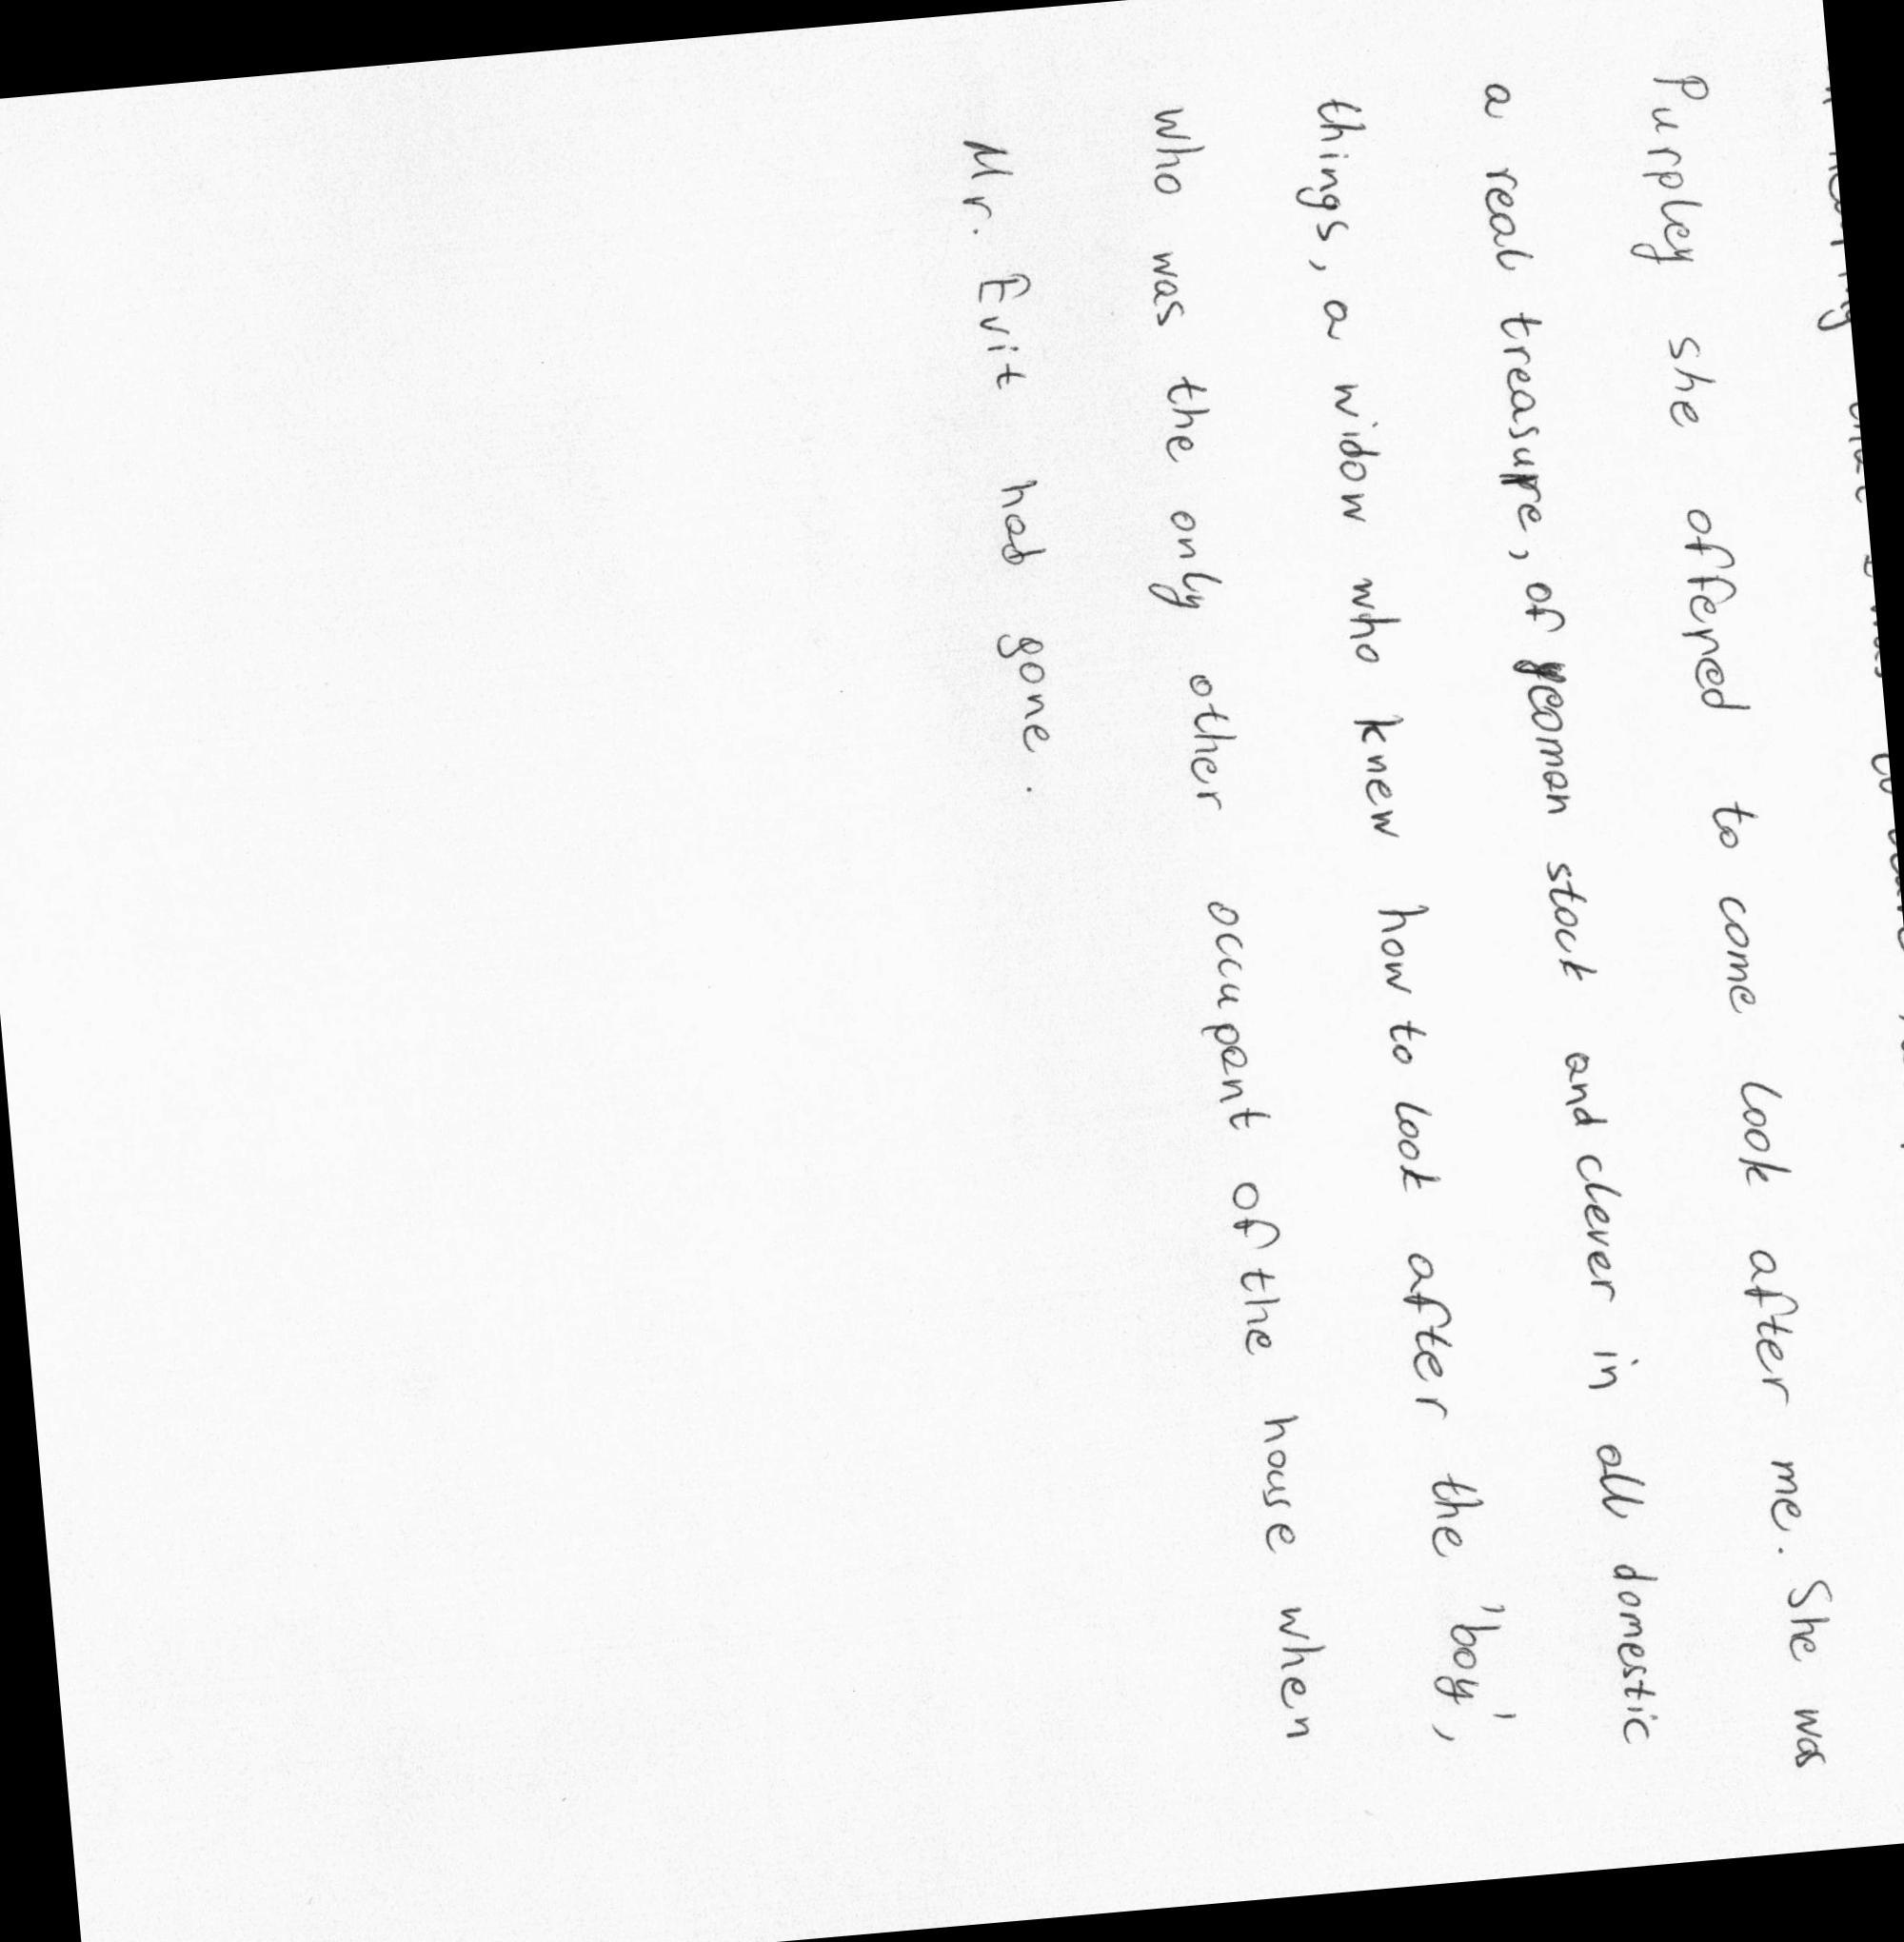 Purpley she offered to come look after me. She was
a real treasure, of yeoman stock and clever in all domestic
things, a widow who knew how to look after the 'boy',
who was the only other occupant of the house when
Mr. Evit had gone.